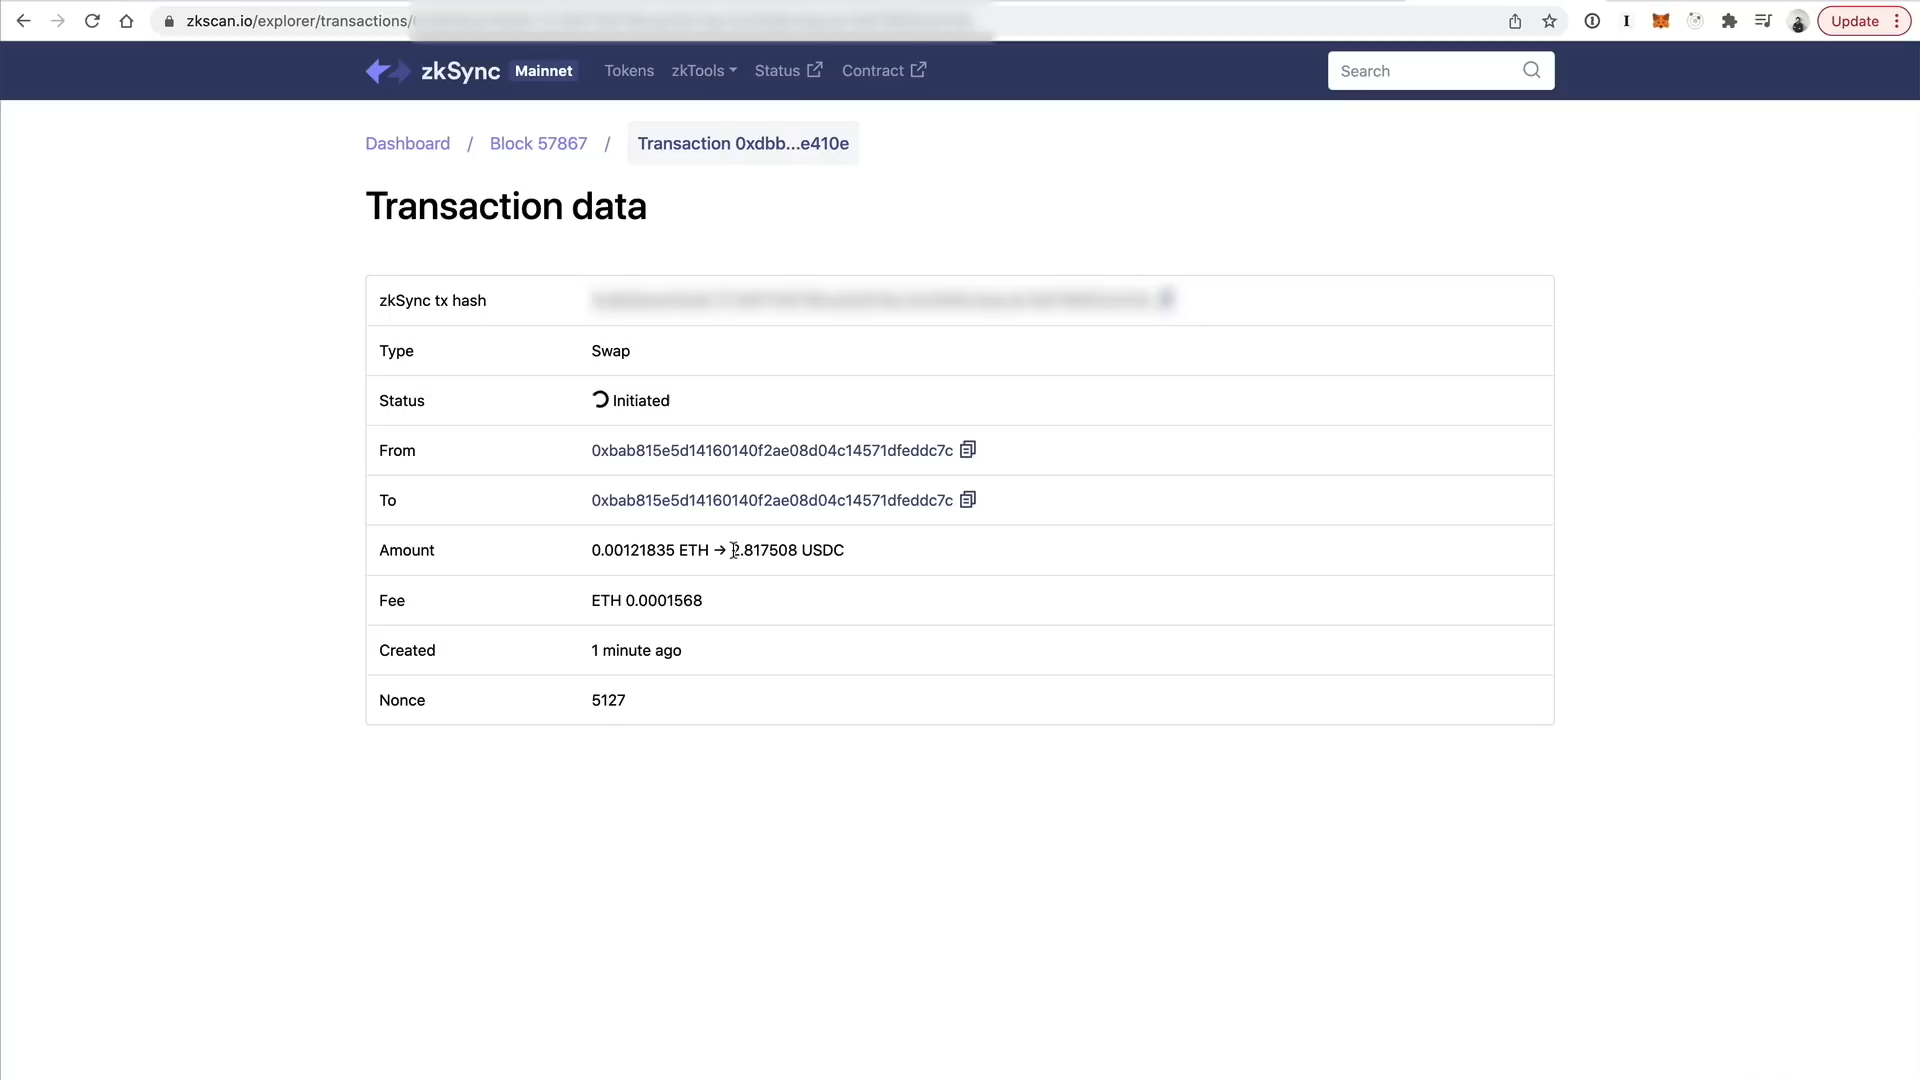 zkscan.io/explorer/transactions/
Update
zkSync Mainnet Tokens zkTools Status Contract Search
Dashboard / Block 57867 / Transaction 0xdbb...e410e
Transaction data
zkSync tx hash
Type Swap
Status Initiated
From 0xbab815e5d14160140f2ae08d04c14571dfeddc7c
To 0xbab815e5d14160140f2ae08d04c14571dfeddc7c
Amount 0.00121835 ETH → 2.817508 USDC
Fee ETH 0.0001568
Created 1 minute ago
Nonce 5127